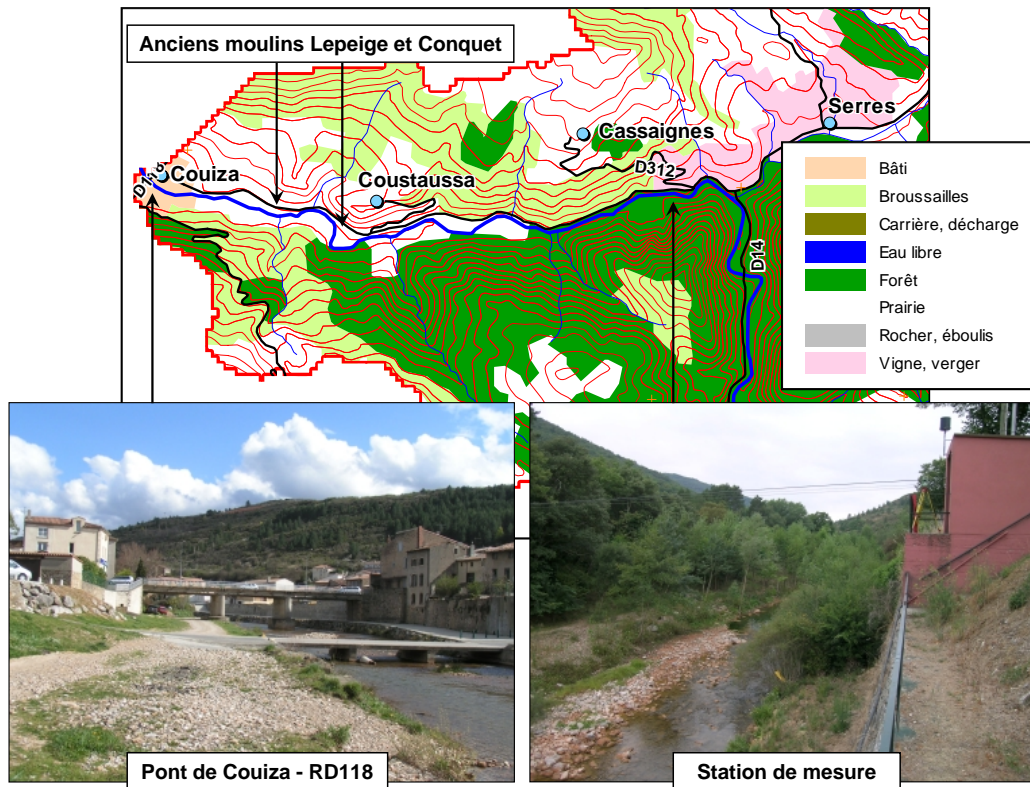 Anciens moulins Lepeige et Conquet
Serres
Cassaignes
D312
D118
Couiza
Coustaussa
D14
Bâti
Broussailles
Carrière, décharge
Eau libre
Forêt
Prairie
Rocher, éboulis
Vigne, verger
Pont de Couiza - RD118
Station de mesure